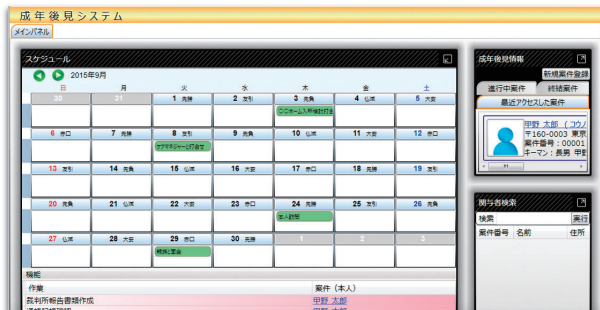 成年後見システム
メインパネル
スケジュール
2015年9月
日 月 火 水 木 金 土
30 31 1 先勝 2 友引 3 先負 4 仏滅 5 大安
〇〇ホーム入所検討打合
6 赤口 7 先勝 8 友引 9 先負 10 仏滅 11 大安 12 赤口
ケアマネジャーと打合せ
13 友引 14 先負 15 仏滅 16 大安 17 赤口 18 先勝 19 友引
20 先負 21 仏滅 22 大安 23 赤口 24 先勝 25 友引 26 先負
本人訪問
27 仏滅 28 大安 29 赤口 30 先勝 1 2 3
親族と面会
機能
作業 案件（本人）
裁判所報告書類作成 甲野 太郎
甲野 太郎
成年後見情報
新規案件登録
進行中案件 終結案件
最近アクセスした案件
甲野 太郎 （コウノ
〒160-0003 東京
案件番号：00001
キーマン：長男 甲野
関与者検索
検索 実行
案件番号 名前 住所